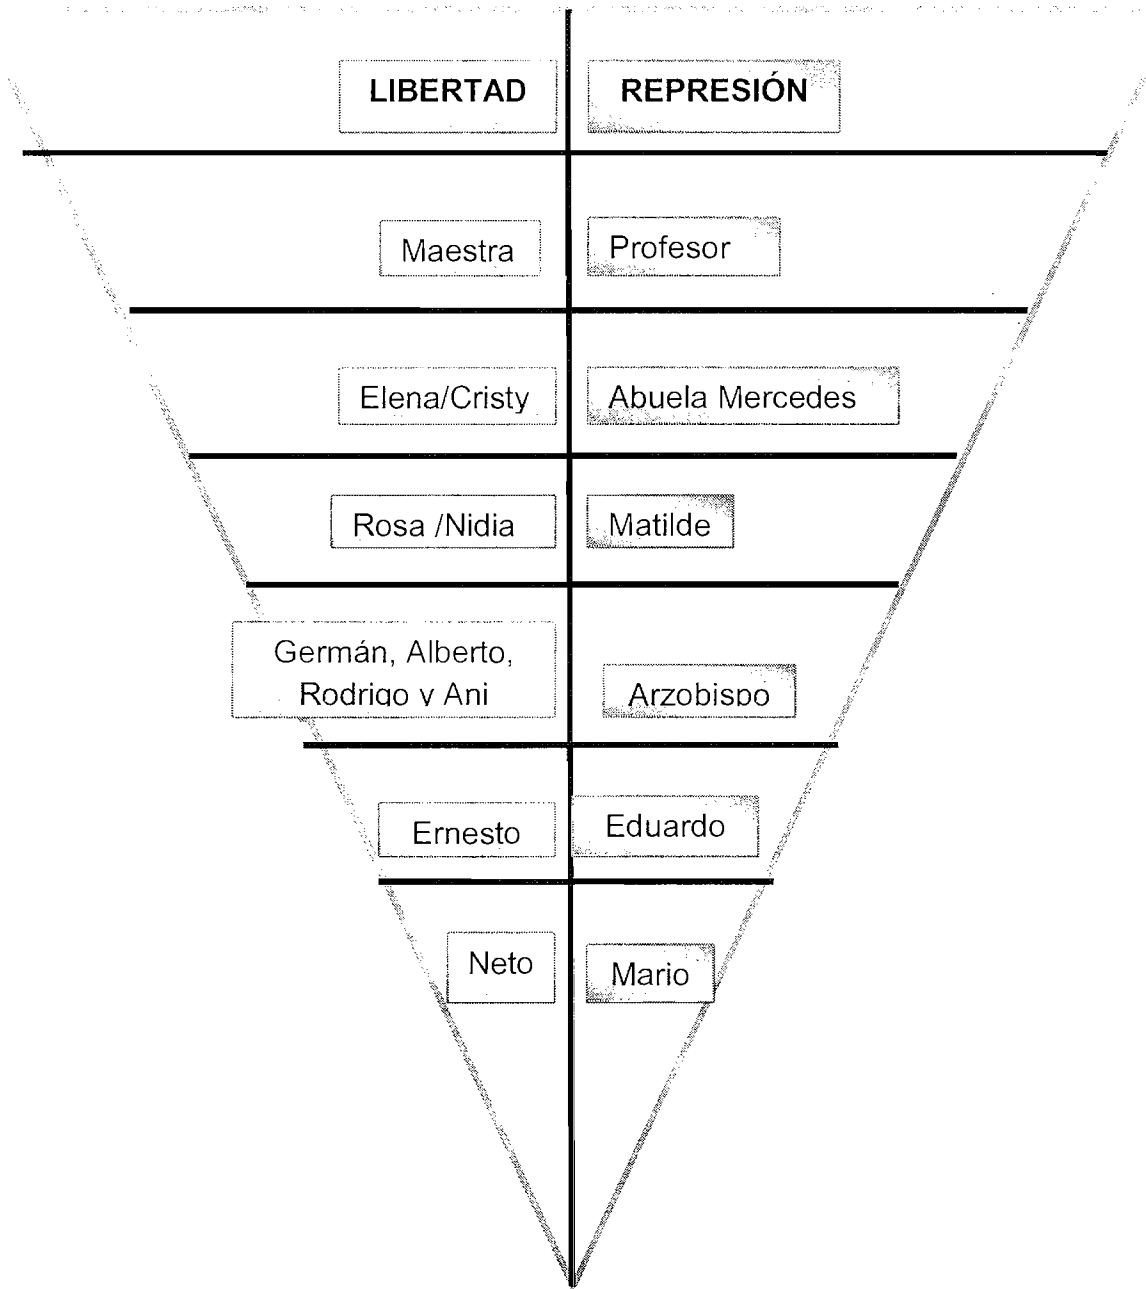 LIBERTAD
REPRESIÓN
Maestra
Profesor
Elena/Cristy
Abuela Mercedes
Rosa /Nidia
Matilde
Germán, Alberto,
Rodrigo y Ani
Arzobispo
Ernesto
Eduardo
Neto
Mario